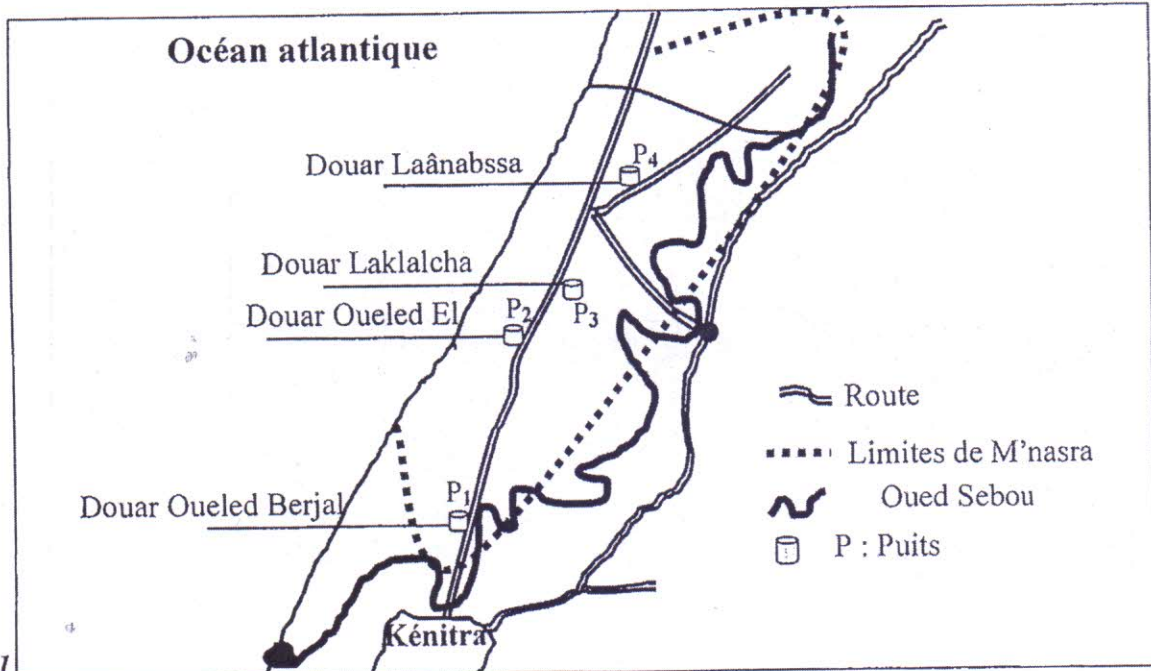 Océan atlantique
Douar Laânabssa
P4
Douar Laklalcha
P3
Douar Oueled El
P2
Route
Limites de M'nasra
Oued Sebou
P : Puits
Douar Oueled Berjal
P1
Kénitra
1